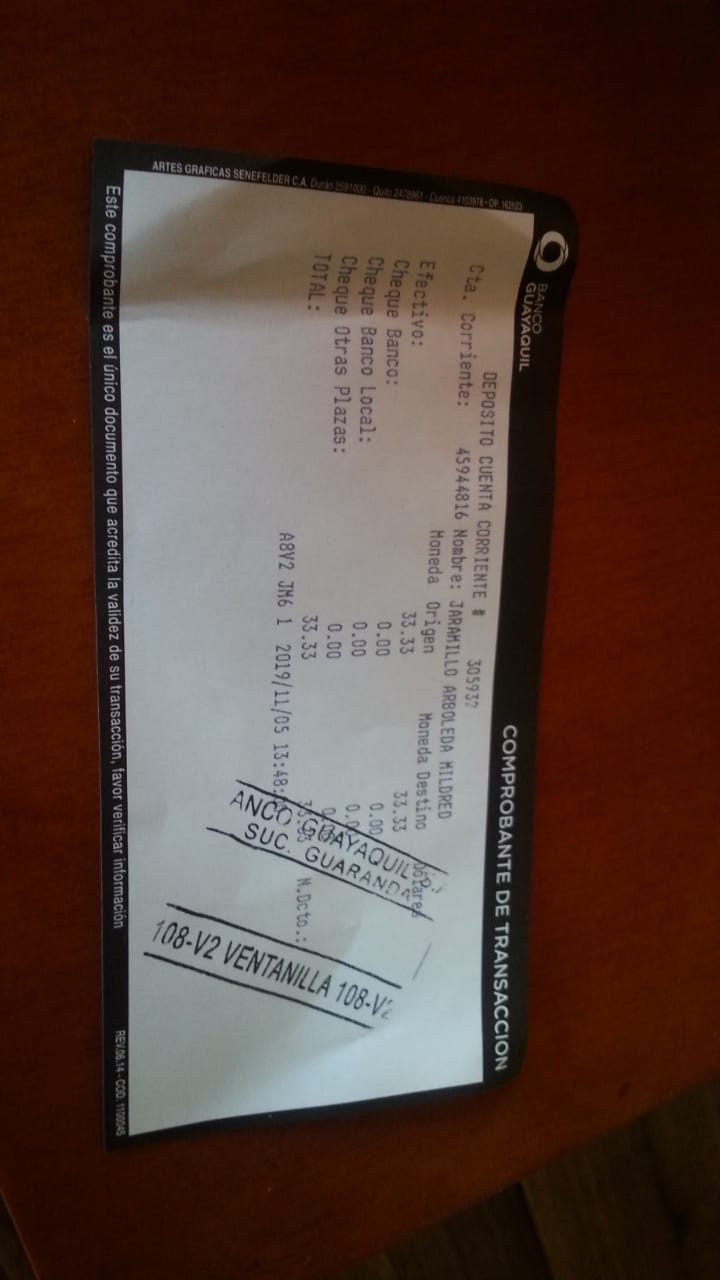 BANCO
GUAYAQUIL
COMPROBANTE DE TRANSACCION
DEPOSITO CUENTA CORRIENTE # 305932
Cta. Corriente: 45944816 Nombre: JARAMILLO ARBOLEDA MILDRED
Moneda Origen Moneda Destino Dólares
Efectivo: 33.33 33.33
Cheque Banco: 0.00 0.00
Cheque Banco Local: 0.00 0.00
Cheque Otras Plazas: 0.00 0.00
TOTAL: 33.33 33.33 N.Dcto.:
A8V2 JM6 1 2019/11/05 13:48:
ANCO GUAYAQUIL
SUC. GUARANDA
108-V2 VENTANILLA 108-V2
Este comprobante es el único documento que acredita la validez de su transacción, favor verificar información
REV.06.14 - COD. 1100045
ARTES GRAFICAS SENEFELDER C.A.